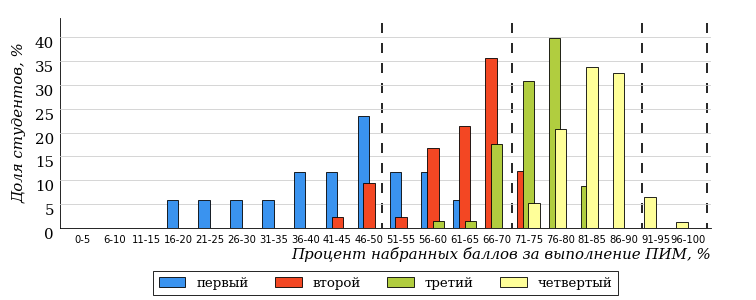 Доля студентов, %
40
35
30
25
20
15
10
5
0
0-5 6-10 11-15 16-20 21-25 26-30 31-35 36-40 41-45 46-50 51-55 56-60 61-65 66-70 71-75 76-80 81-85 86-90 91-95 96-100
Процент набранных баллов за выполнение ПИМ, %
первый второй третий четвертый